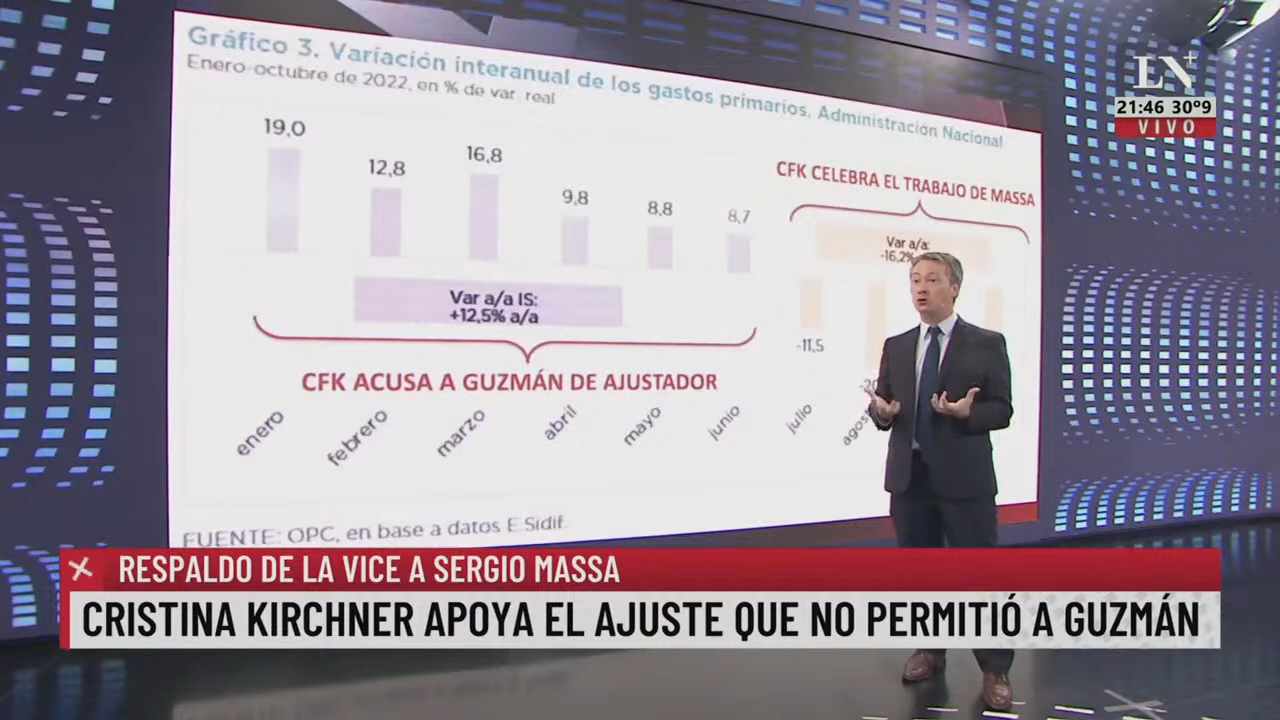 Gráfico 3. Variación interanual de los gastos primarios. Administración Nacional
Enero-octubre de 2022, en % de var. real
LN+
21:46 30º9
VIVO
19,0
12,8
16,8
9,8
8,8
8,7
CFK CELEBRA EL TRABAJO DE MASSA
Var a/a:
-16,2%
Var a/a IS:
+12,5% a/a
-11,5
CFK ACUSA A GUZMÁN DE AJUSTADOR
enero
febrero
marzo
abril
mayo
junio
julio
FUENTE: OPC, en base a datos E.Sidif.
RESPALDO DE LA VICE A SERGIO MASSA
CRISTINA KIRCHNER APOYA EL AJUSTE QUE NO PERMITIÓ A GUZMÁN